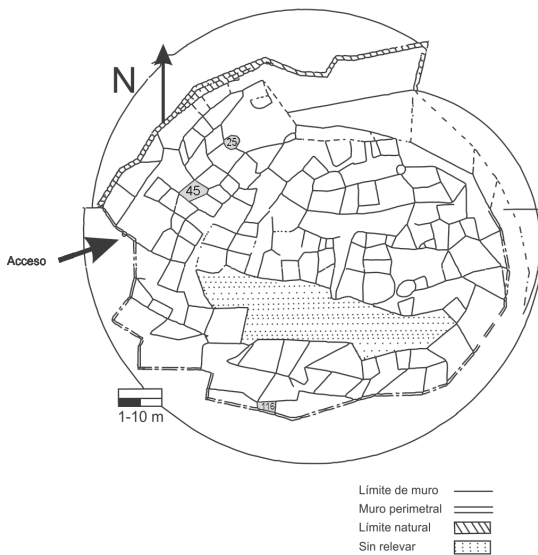 N
25
45
Acceso
116
1-10 m
Límite de muro
Muro perimetral
Límite natural
Sin relevar